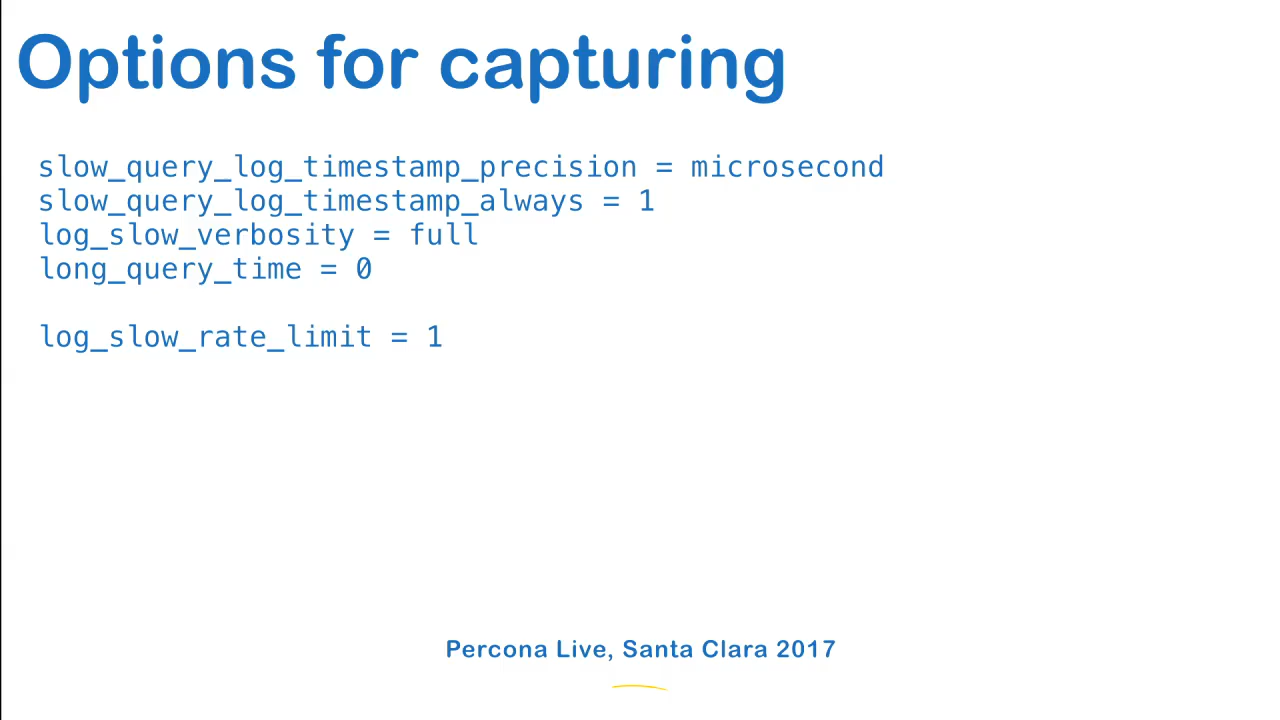 Options for capturing
slow_query_log_timestamp_precision = microsecond
slow_query_log_timestamp_always = 1
log_slow_verbosity = full
long_query_time = 0
log_slow_rate_limit = 1
Percona Live, Santa Clara 2017